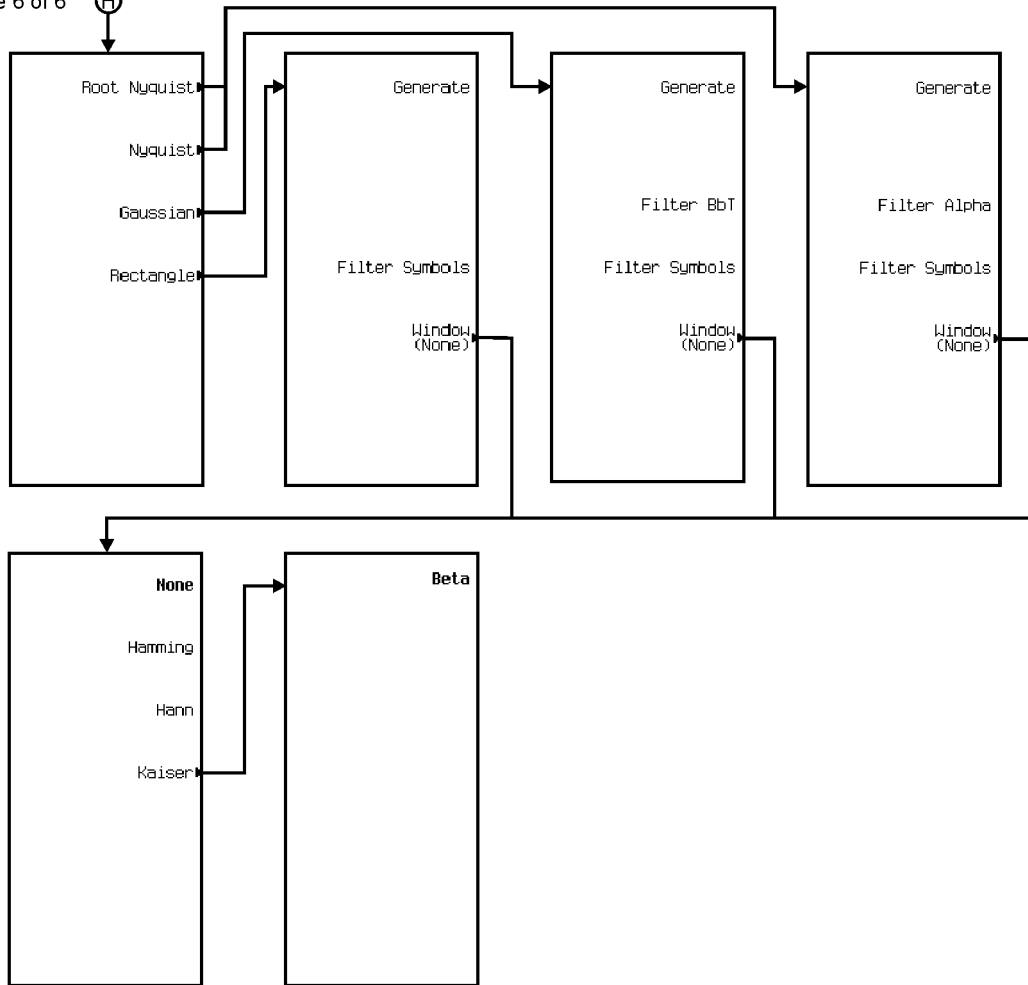 e 6 of 6
H
Root Nyquist
Nyquist
Gaussian
Rectangle
Generate
Filter Symbols
Window
(None)
Generate
Filter BbT
Filter Symbols
Window
(None)
Generate
Filter Alpha
Filter Symbols
Window
(None)
None
Hamming
Hann
Kaiser
Beta